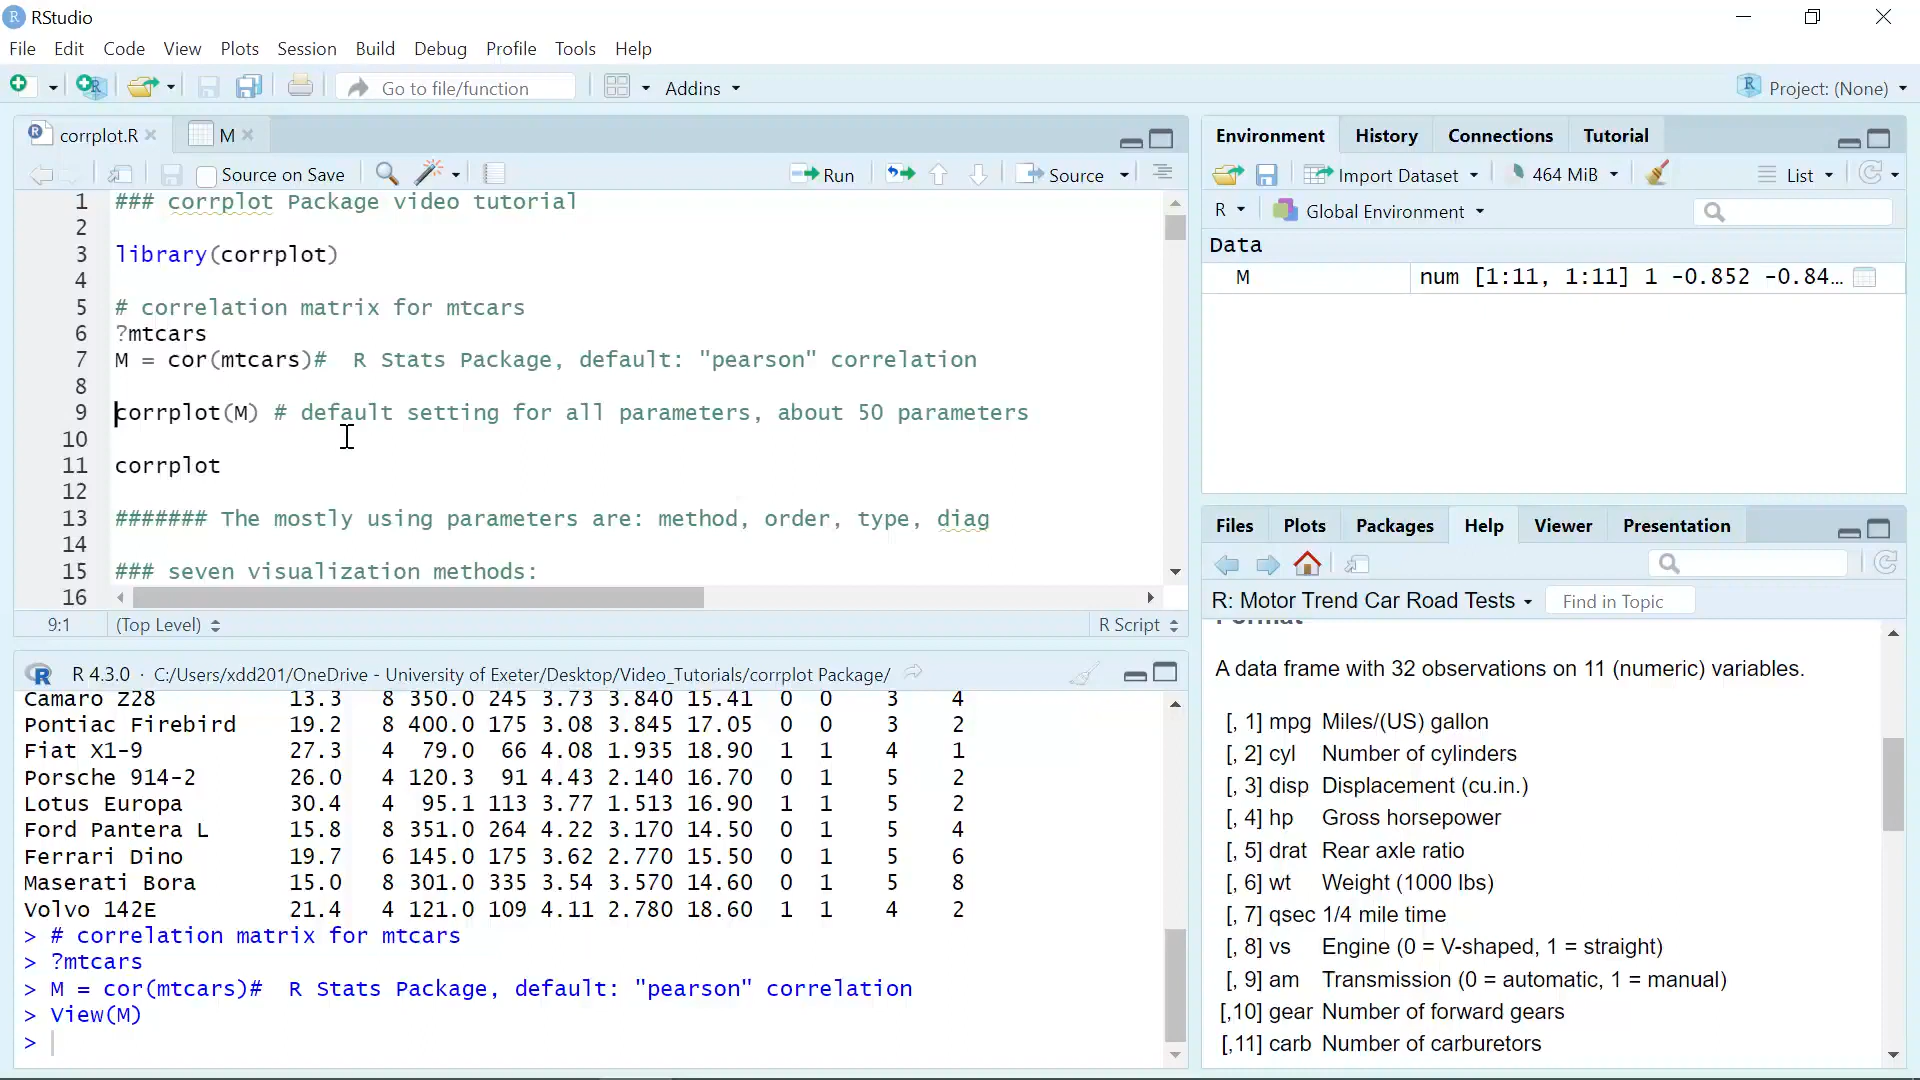 RStudio
File Edit Code View Plots Session Build Debug Profile Tools Help
Go to file/function Addins Project: (None)
corrplot.R M
Source on Save Run Source
1 ### corrplot Package video tutorial
2
3 library(corrplot)
4
5 # correlation matrix for mtcars
6 ?mtcars
7 M = cor(mtcars)#  R Stats Package, default: "pearson" correlation
8
9 corrplot(M) # default setting for all parameters, about 50 parameters
10
11 corrplot
12
13 ####### The mostly using parameters are: method, order, type, diag
14
15 ### seven visualization methods:
16
9:1 (Top Level) R Script
R 4.3.0 · C:/Users/xdd201/OneDrive - University of Exeter/Desktop/Video_Tutorials/corrplot Package/
Camaro Z28 13.3 8 350.0 245 3.73 3.840 15.41 0 0 3 4
Pontiac Firebird 19.2 8 400.0 175 3.08 3.845 17.05 0 0 3 2
Fiat X1-9 27.3 4 79.0 66 4.08 1.935 18.90 1 1 4 1
Porsche 914-2 26.0 4 120.3 91 4.43 2.140 16.70 0 1 5 2
Lotus Europa 30.4 4 95.1 113 3.77 1.513 16.90 1 1 5 2
Ford Pantera L 15.8 8 351.0 264 4.22 3.170 14.50 0 1 5 4
Ferrari Dino 19.7 6 145.0 175 3.62 2.770 15.50 0 1 5 6
Maserati Bora 15.0 8 301.0 335 3.54 3.570 14.60 0 1 5 8
Volvo 142E 21.4 4 121.0 109 4.11 2.780 18.60 1 1 4 2
> # correlation matrix for mtcars
> ?mtcars
> M = cor(mtcars)#  R Stats Package, default: "pearson" correlation
> View(M)
>
Environment History Connections Tutorial
Import Dataset 464 MiB List
R Global Environment
Data
M num [1:11, 1:11] 1 -0.852 -0.84...
Files Plots Packages Help Viewer Presentation
R: Motor Trend Car Road Tests Find in Topic
Format
A data frame with 32 observations on 11 (numeric) variables.
[, 1] mpg Miles/(US) gallon
[, 2] cyl Number of cylinders
[, 3] disp Displacement (cu.in.)
[, 4] hp Gross horsepower
[, 5] drat Rear axle ratio
[, 6] wt Weight (1000 lbs)
[, 7] qsec 1/4 mile time
[, 8] vs Engine (0 = V-shaped, 1 = straight)
[, 9] am Transmission (0 = automatic, 1 = manual)
[,10] gear Number of forward gears
[,11] carb Number of carburetors